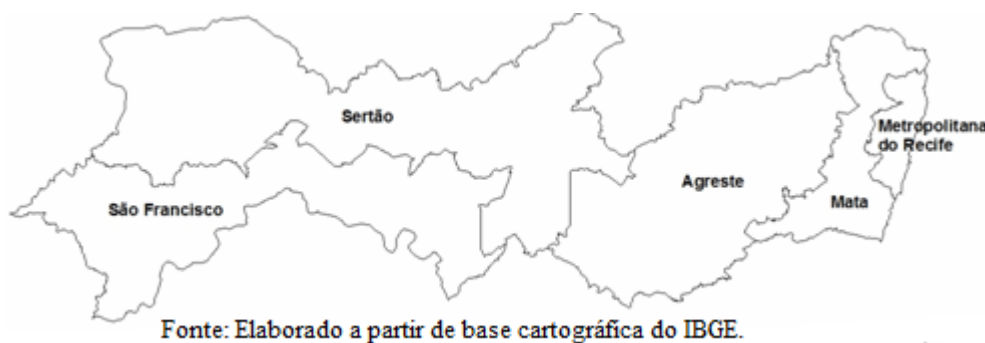 Sertão
Metropolitana
do Recife
Agreste
São Francisco
Mata
Fonte: Elaborado a partir de base cartográfica do IBGE.